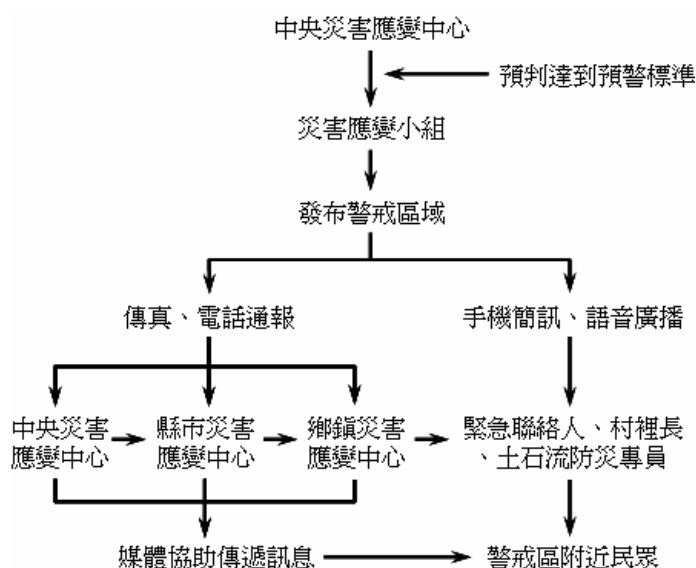 中央災害應變中心
預判達到預警標準
災害應變小組
發布警戒區域
傳真、電話通報
手機簡訊、語音廣播
中央災害
應變中心
縣市災害
應變中心
鄉鎮災害
應變中心
緊急聯絡人、村裡長
、土石流防災專員
媒體協助傳遞訊息
警戒區附近民眾